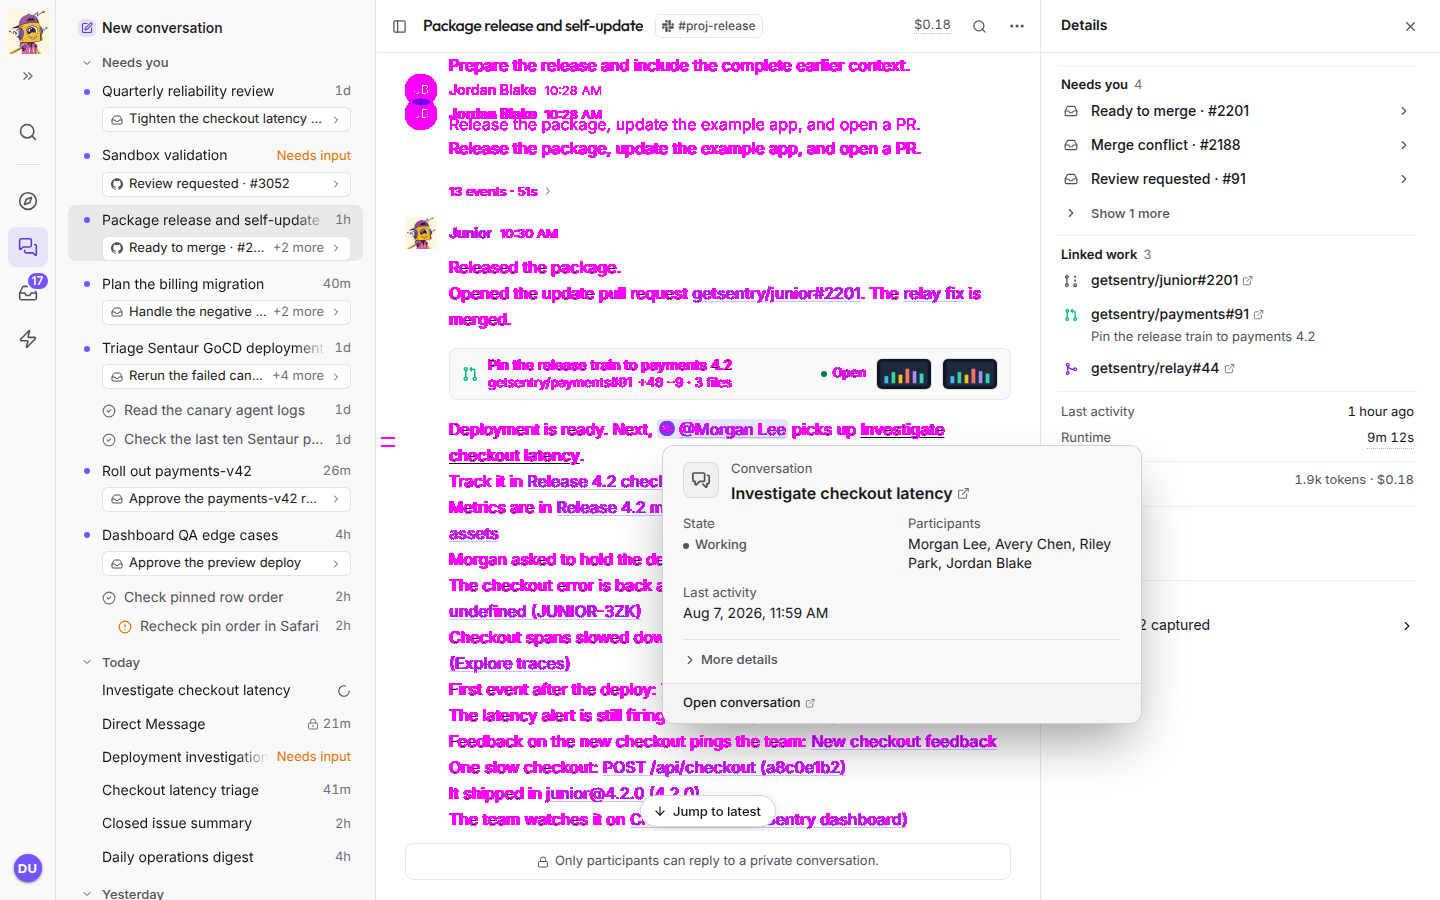 New conversation
Needs you
Quarterly reliability review 1d
Tighten the checkout latency ...
Sandbox validation Needs input
Review requested · #3052
Package release and self-update 1h
Ready to merge · #2... +2 more
Plan the billing migration 40m
Handle the negative ... +2 more
Triage Sentaur GoCD deployment 1d
Rerun the failed can... +4 more
Read the canary agent logs 1d
Check the last ten Sentaur p... 1d
Roll out payments-v42 26m
Approve the payments-v42 r...
Dashboard QA edge cases 4h
Approve the preview deploy
Check pinned row order 2h
Recheck pin order in Safari 2h
Today
Investigate checkout latency
Direct Message 21m
Deployment investigation Needs input
Checkout latency triage 41m
Closed issue summary 2h
Daily operations digest 4h
Yesterday
17
DU
Package release and self-update #proj-release $0.18
Prepare the release and include the complete earlier context.
JB Jordan Blake 10:28 AM
Jordan Blake 10:28 AM
Release the package, update the example app, and open a PR.
Release the package, update the example app, and open a PR.
13 events · 51s
Junior 10:30 AM
Released the package.
Opened the update pull request getsentry/junior#2201. The relay fix is
merged.
Pin the release train to payments 4.2
getsentry/payments#91 +48 −9 · 3 files
Open
Deployment is ready. Next, @Morgan Lee picks up Investigate
checkout latency.
Track it in Release 4.2 check
Metrics are in Release 4.2 m
assets
Morgan asked to hold the de
The checkout error is back a
undefined (JUNIOR-3ZK)
Checkout spans slowed dow
(Explore traces)
First event after the deploy:
The latency alert is still firing
Feedback on the new checkout pings the team: New checkout feedback
One slow checkout: POST /api/checkout (a8c0e1b2)
It shipped in junior@4.2.0 (4.2.0)
The team watches it on C entry dashboard)
Jump to latest
Only participants can reply to a private conversation.
Conversation
Investigate checkout latency
State
Working
Participants
Morgan Lee, Avery Chen, Riley
Park, Jordan Blake
Last activity
Aug 7, 2026, 11:59 AM
More details
Open conversation
Details
Needs you 4
Ready to merge · #2201
Merge conflict · #2188
Review requested · #91
Show 1 more
Linked work 3
getsentry/junior#2201
getsentry/payments#91
Pin the release train to payments 4.2
getsentry/relay#44
Last activity 1 hour ago
Runtime 9m 12s
1.9k tokens · $0.18
2 captured